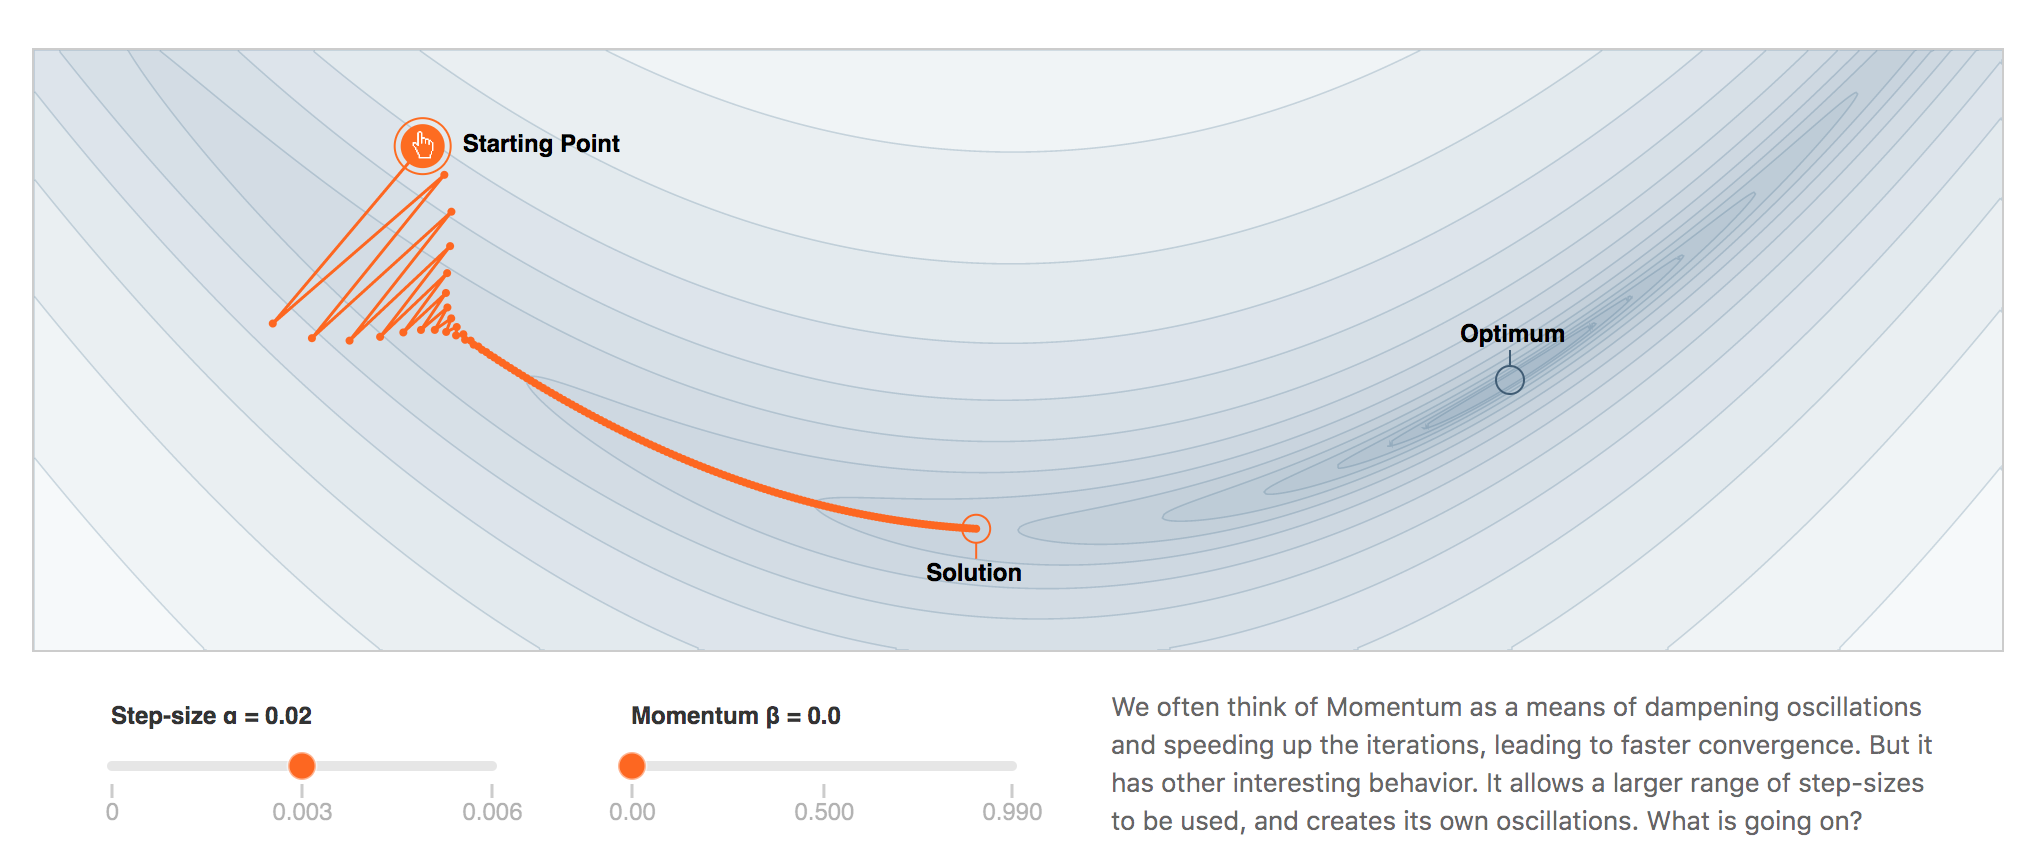 Starting Point
Optimum
Solution
Step-size α = 0.02
Momentum β = 0.0
0 0.003 0.006
0.00 0.500 0.990
We often think of Momentum as a means of dampening oscillations
and speeding up the iterations, leading to faster convergence. But it
has other interesting behavior. It allows a larger range of step-sizes
to be used, and creates its own oscillations. What is going on?